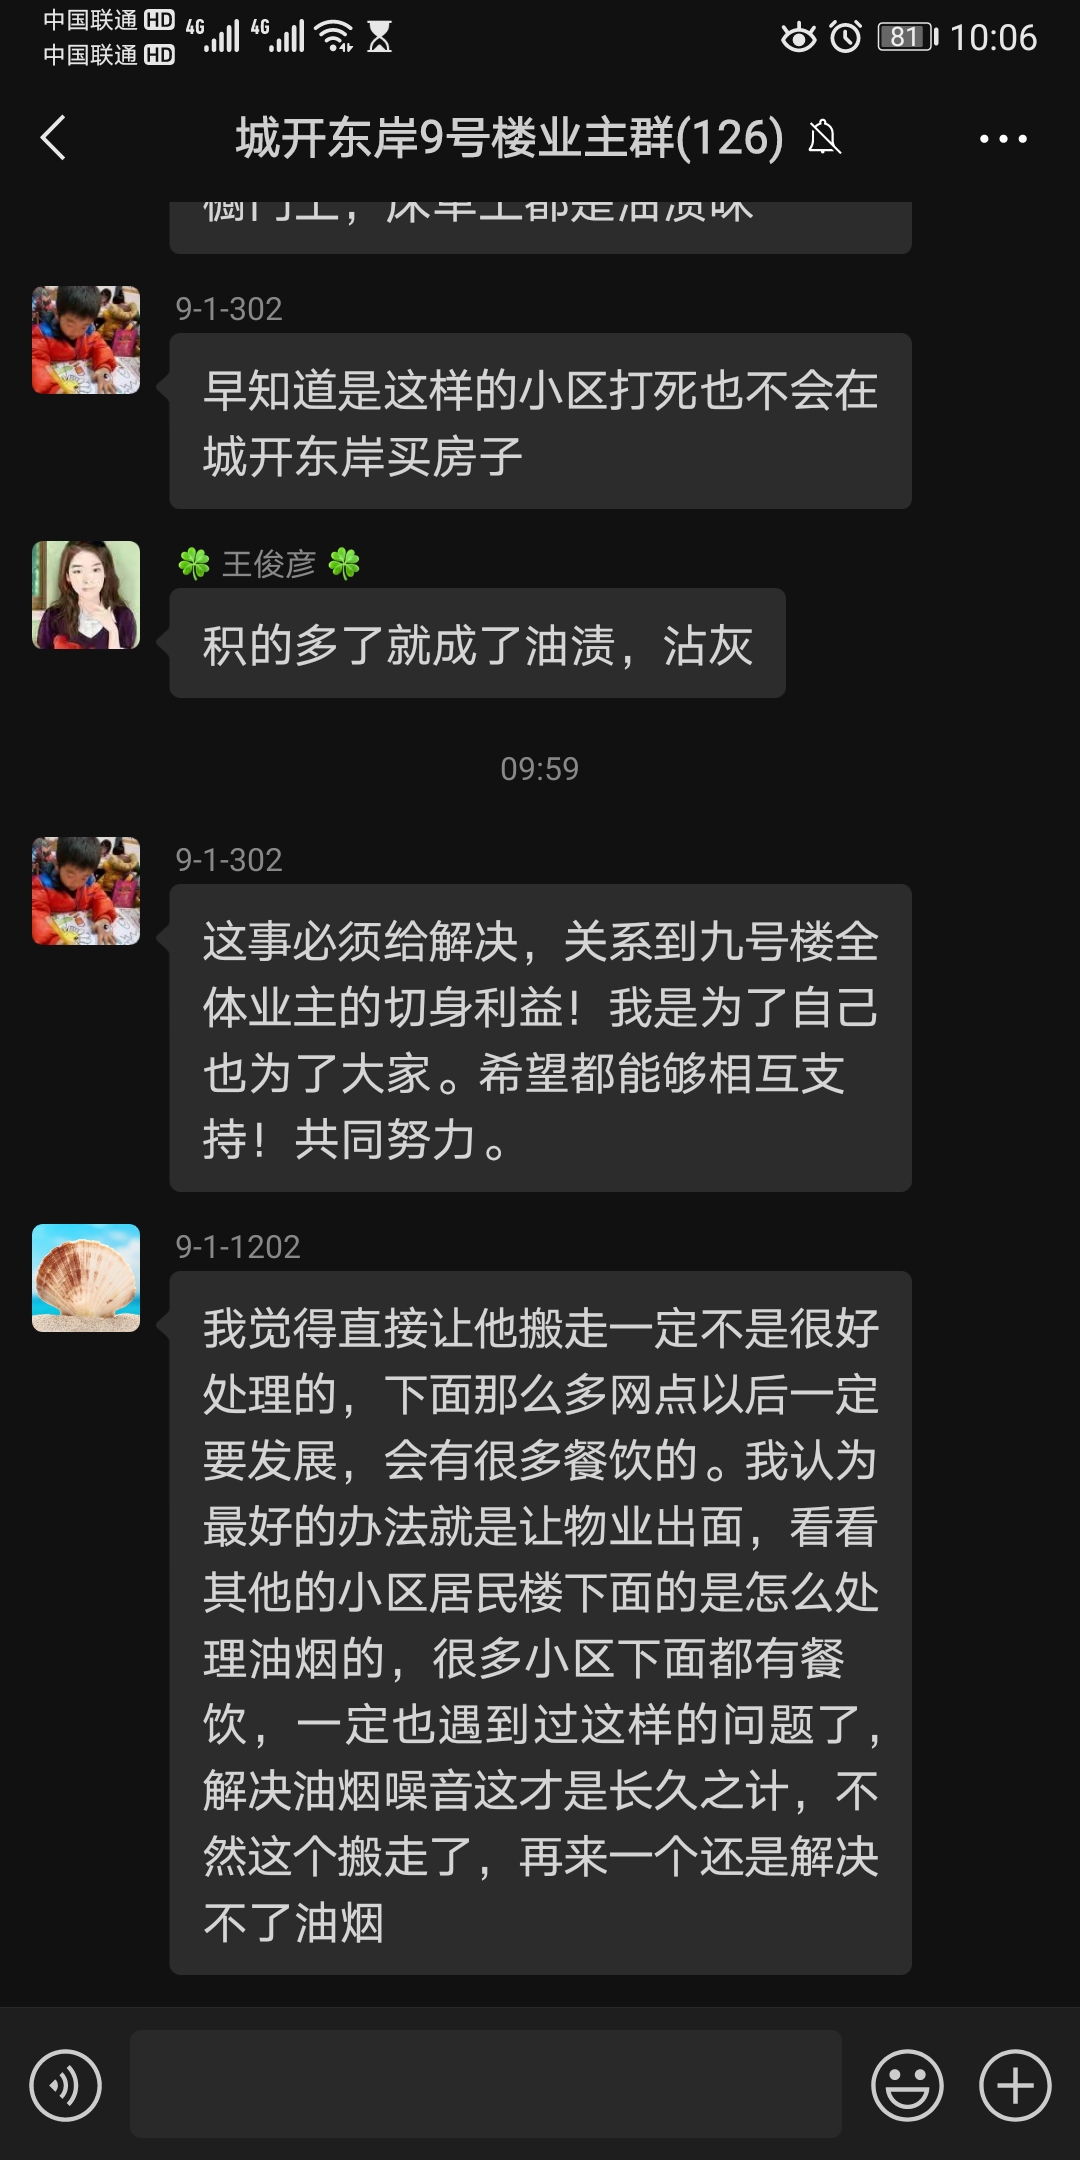 中国联通 HD 4G 4G 81 10:06
中国联通 HD
城开东岸9号楼业主群(126)
橱门上，床单上都是油渍味
9-1-302
早知道是这样的小区打死也不会在
城开东岸买房子
王俊彦
积的多了就成了油渍，沾灰
09:59
9-1-302
这事必须给解决，关系到九号楼全
体业主的切身利益！我是为了自己
也为了大家。希望都能够相互支
持！共同努力。
9-1-1202
我觉得直接让他搬走一定不是很好
处理的，下面那么多网点以后一定
要发展，会有很多餐饮的。我认为
最好的办法就是让物业出面，看看
其他的小区居民楼下面的是怎么处
理油烟的，很多小区下面都有餐
饮，一定也遇到过这样的问题了，
解决油烟噪音这才是长久之计，不
然这个搬走了，再来一个还是解决
不了油烟